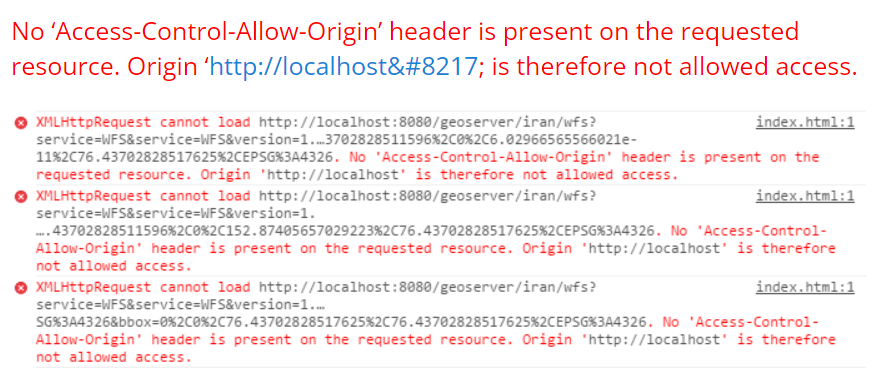 No ‘Access-Control-Allow-Origin’ header is present on the requested
resource. Origin ‘http://localhost&#8217; is therefore not allowed access.
XMLHttpRequest cannot load http://localhost:8080/geoserver/iran/wfs? index.html:1
service=WFS&service=WFS&version=1.…3702828511596%2C0%2C6.02966565566021e-
11%2C76.43702828517625%2CEPSG%3A4326. No 'Access-Control-Allow-Origin' header is present on the
requested resource. Origin 'http://localhost' is therefore not allowed access.
XMLHttpRequest cannot load http://localhost:8080/geoserver/iran/wfs? index.html:1
service=WFS&service=WFS&version=1.
….43702828511596%2C0%2C152.87405657029223%2C76.43702828517625%2CEPSG%3A4326. No 'Access-Control-
Allow-Origin' header is present on the requested resource. Origin 'http://localhost' is therefore
not allowed access.
XMLHttpRequest cannot load http://localhost:8080/geoserver/iran/wfs? index.html:1
service=WFS&service=WFS&version=1.…
SG%3A4326&bbox=0%2C0%2C76.43702828517625%2C76.43702828517625%2CEPSG%3A4326. No 'Access-Control-
Allow-Origin' header is present on the requested resource. Origin 'http://localhost' is therefore
not allowed access.